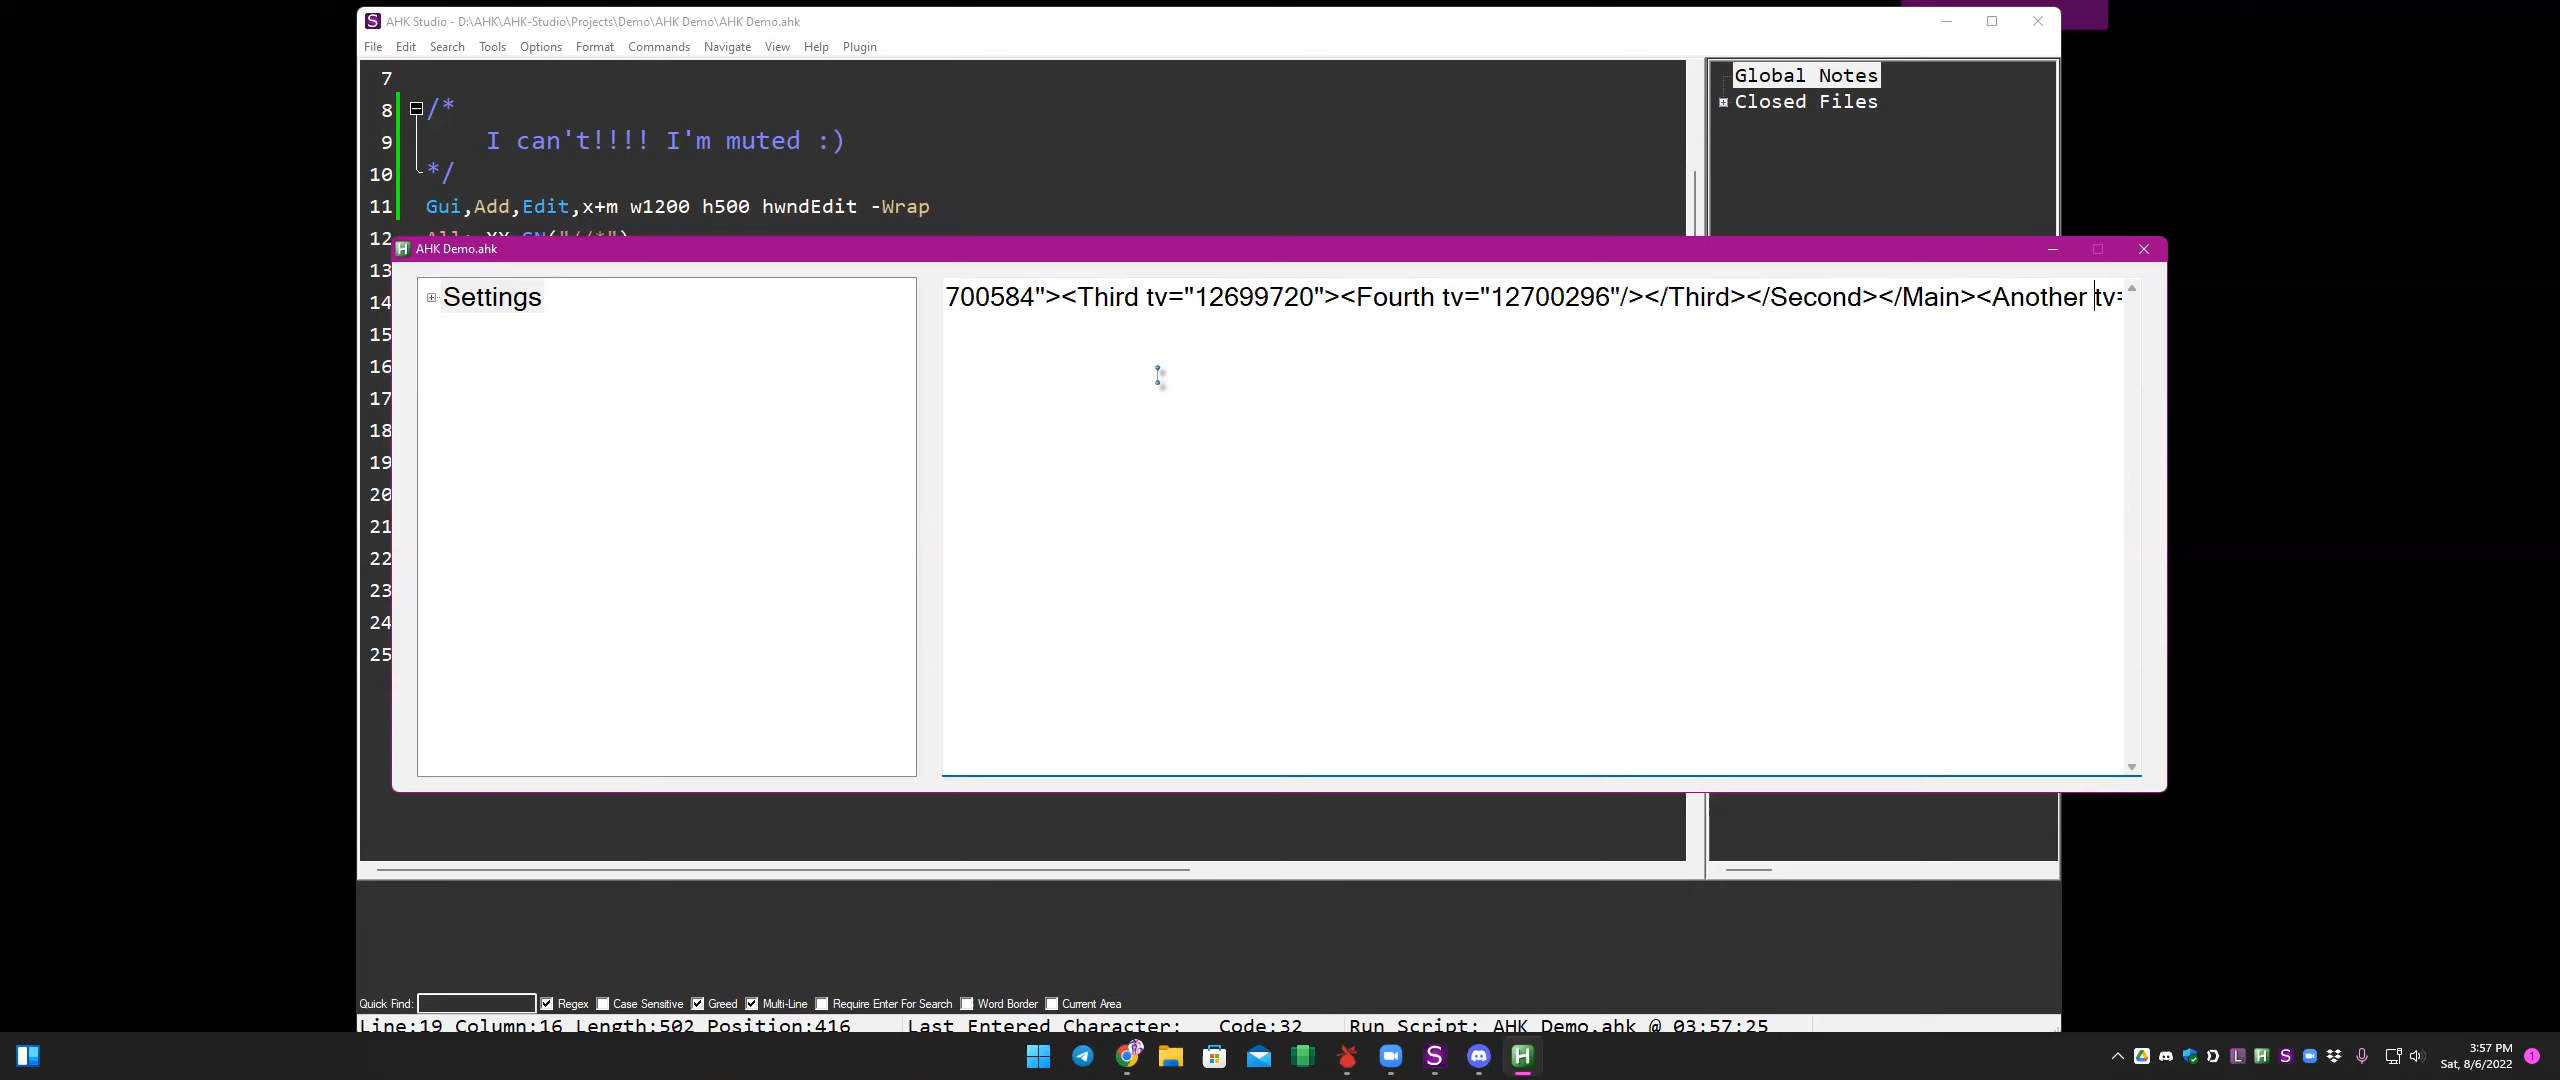 AHK Studio - D:\AHK\AHK-Studio\Projects\Demo\AHK Demo\AHK Demo.ahk
File Edit Search Tools Options Format Commands Navigate View Help Plugin
7
8 /*
9 I can't!!!! I'm muted :)
10 */
11 Gui,Add,Edit,x+m w1200 h500 hwndEdit -Wrap
12
Global Notes
Closed Files
AHK Demo.ahk
13
14
15
16
17
18
19
20
21
22
23
24
25
Settings
700584"><Third tv="12699720"><Fourth tv="12700296"/></Third></Second></Main><Another tv=
Quick Find: Regex Case Sensitive Greed Multi-Line Require Enter For Search Word Border Current Area
Line:19 Column:16 Length:502 Position:416 Last Entered Character: Code:32 Run Script: AHK Demo.ahk @ 03:57:25
3:57 PM
Sat, 8/6/2022
1